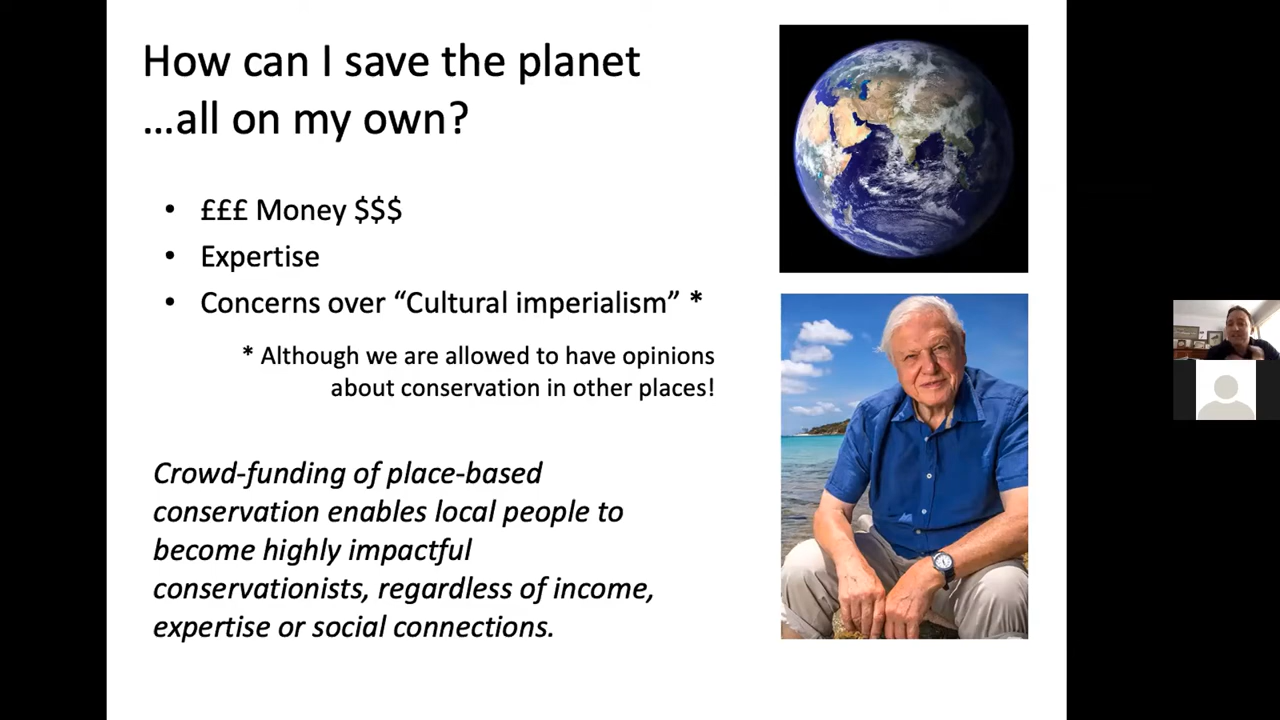 How can I save the planet
…all on my own?
• £££ Money $$$
• Expertise
• Concerns over “Cultural imperialism” *
* Although we are allowed to have opinions
about conservation in other places!
Crowd-funding of place-based
conservation enables local people to
become highly impactful
conservationists, regardless of income,
expertise or social connections.